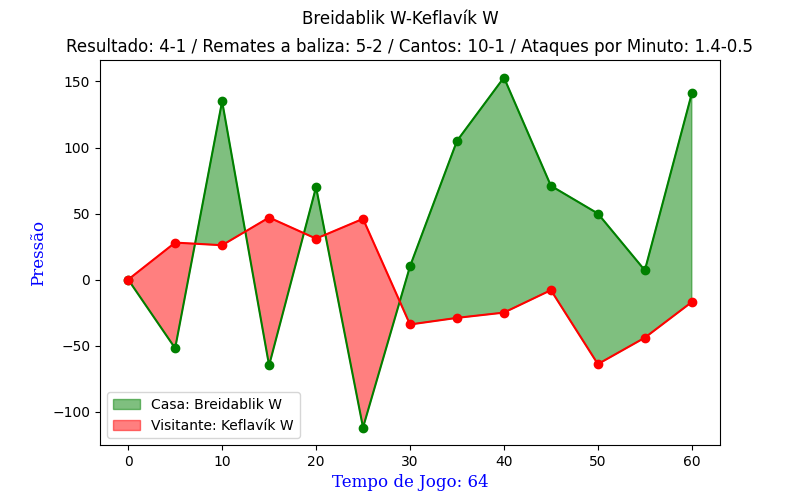 Breidablik W-Keflavík W
Resultado: 4-1 / Remates a baliza: 5-2 / Cantos: 10-1 / Ataques por Minuto: 1.4-0.5
150
100
50
0
−50
−100
Pressão
Casa: Breidablik W
Visitante: Keflavík W
0 10 20 30 40 50 60
Tempo de Jogo: 64